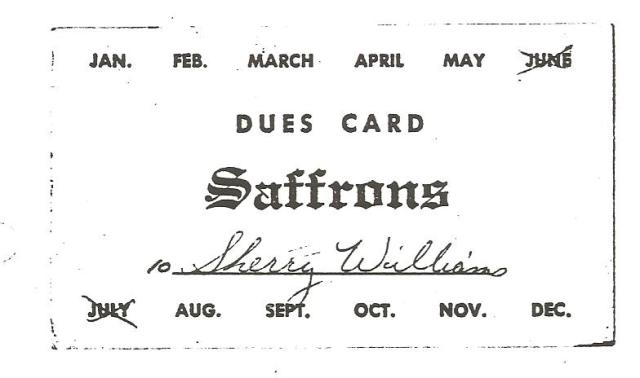 JAN. FEB. MARCH APRIL MAY JUNE
DUES CARD
Saffrons
10 Sherry Williams
JULY AUG. SEPT. OCT. NOV. DEC.